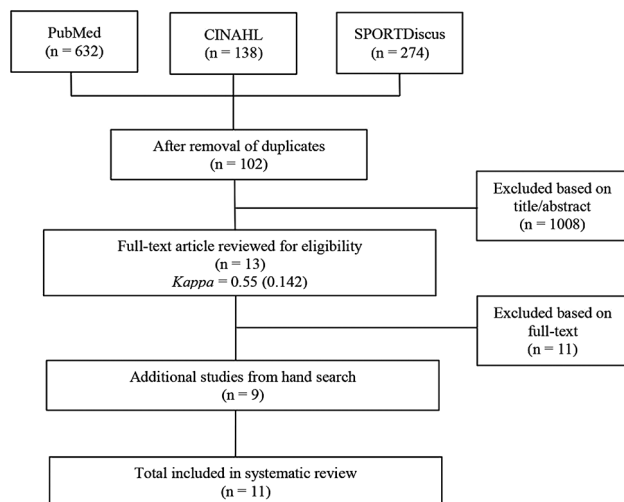 PubMed
(n = 632)
CINAHL
(n = 138)
SPORTDiscus
(n = 274)
After removal of duplicates
(n = 102)
Excluded based on
title/abstract
(n = 1008)
Full-text article reviewed for eligibility
(n = 13)
Kappa = 0.55 (0.142)
Excluded based on
full-text
(n = 11)
Additional studies from hand search
(n = 9)
Total included in systematic review
(n = 11)